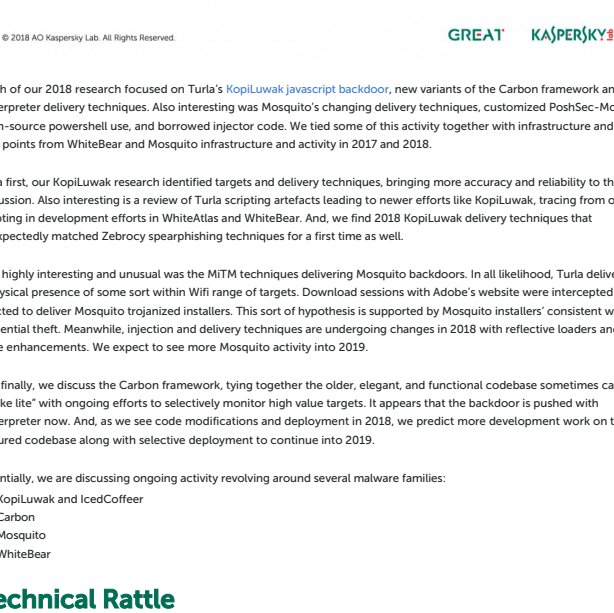 © 2018 AO Kaspersky Lab. All Rights Reserved.
GREAT KASPERSKY lab
h of our 2018 research focused on Turla’s KopiLuwak javascript backdoor, new variants of the Carbon framework an
erpreter delivery techniques. Also interesting was Mosquito’s changing delivery techniques, customized PoshSec-Mo
n-source powershell use, and borrowed injector code. We tied some of this activity together with infrastructure and
points from WhiteBear and Mosquito infrastructure and activity in 2017 and 2018.
a first, our KopiLuwak research identified targets and delivery techniques, bringing more accuracy and reliability to th
ussion. Also interesting is a review of Turla scripting artefacts leading to newer efforts like KopiLuwak, tracing from o
pting in development efforts in WhiteAtlas and WhiteBear. And, we find 2018 KopiLuwak delivery techniques that
xpectedly matched Zebrocy spearphishing techniques for a first time as well.
highly interesting and unusual was the MiTM techniques delivering Mosquito backdoors. In all likelihood, Turla delive
ysical presence of some sort within Wifi range of targets. Download sessions with Adobe’s website were intercepted
cted to deliver Mosquito trojanized installers. This sort of hypothesis is supported by Mosquito installers’ consistent w
ential theft. Meanwhile, injection and delivery techniques are undergoing changes in 2018 with reflective loaders an
e enhancements. We expect to see more Mosquito activity into 2019.
finally, we discuss the Carbon framework, tying together the older, elegant, and functional codebase sometimes ca
ke lite” with ongoing efforts to selectively monitor high value targets. It appears that the backdoor is pushed with
erpreter now. And, as we see code modifications and deployment in 2018, we predict more development work on t
ured codebase along with selective deployment to continue into 2019.
ntially, we are discussing ongoing activity revolving around several malware families:
KopiLuwak and IcedCoffeer
Carbon
Mosquito
WhiteBear
echnical Rattle